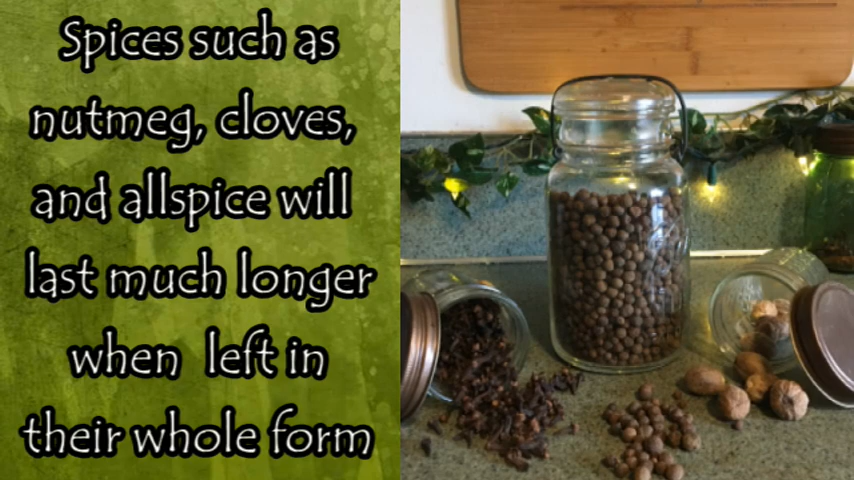 Spices such as
nutmeg, cloves,
and allspice will
last much longer
when left in
their whole form